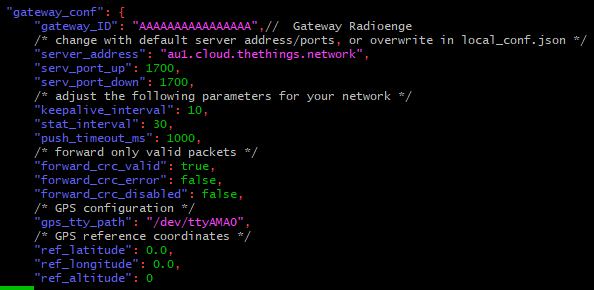 "gateway_conf": {
"gateway_ID": "AAAAAAAAAAAAAAAA",//  Gateway Radioenge
/* change with default server address/ports, or overwrite in local_conf.json */
"server_address": "au1.cloud.thethings.network",
"serv_port_up": 1700,
"serv_port_down": 1700,
/* adjust the following parameters for your network */
"keepalive_interval": 10,
"stat_interval": 30,
"push_timeout_ms": 1000,
/* forward only valid packets */
"forward_crc_valid": true,
"forward_crc_error": false,
"forward_crc_disabled": false,
/* GPS configuration */
"gps_tty_path": "/dev/ttyAMA0",
/* GPS reference coordinates */
"ref_latitude": 0.0,
"ref_longitude": 0.0,
"ref_altitude": 0